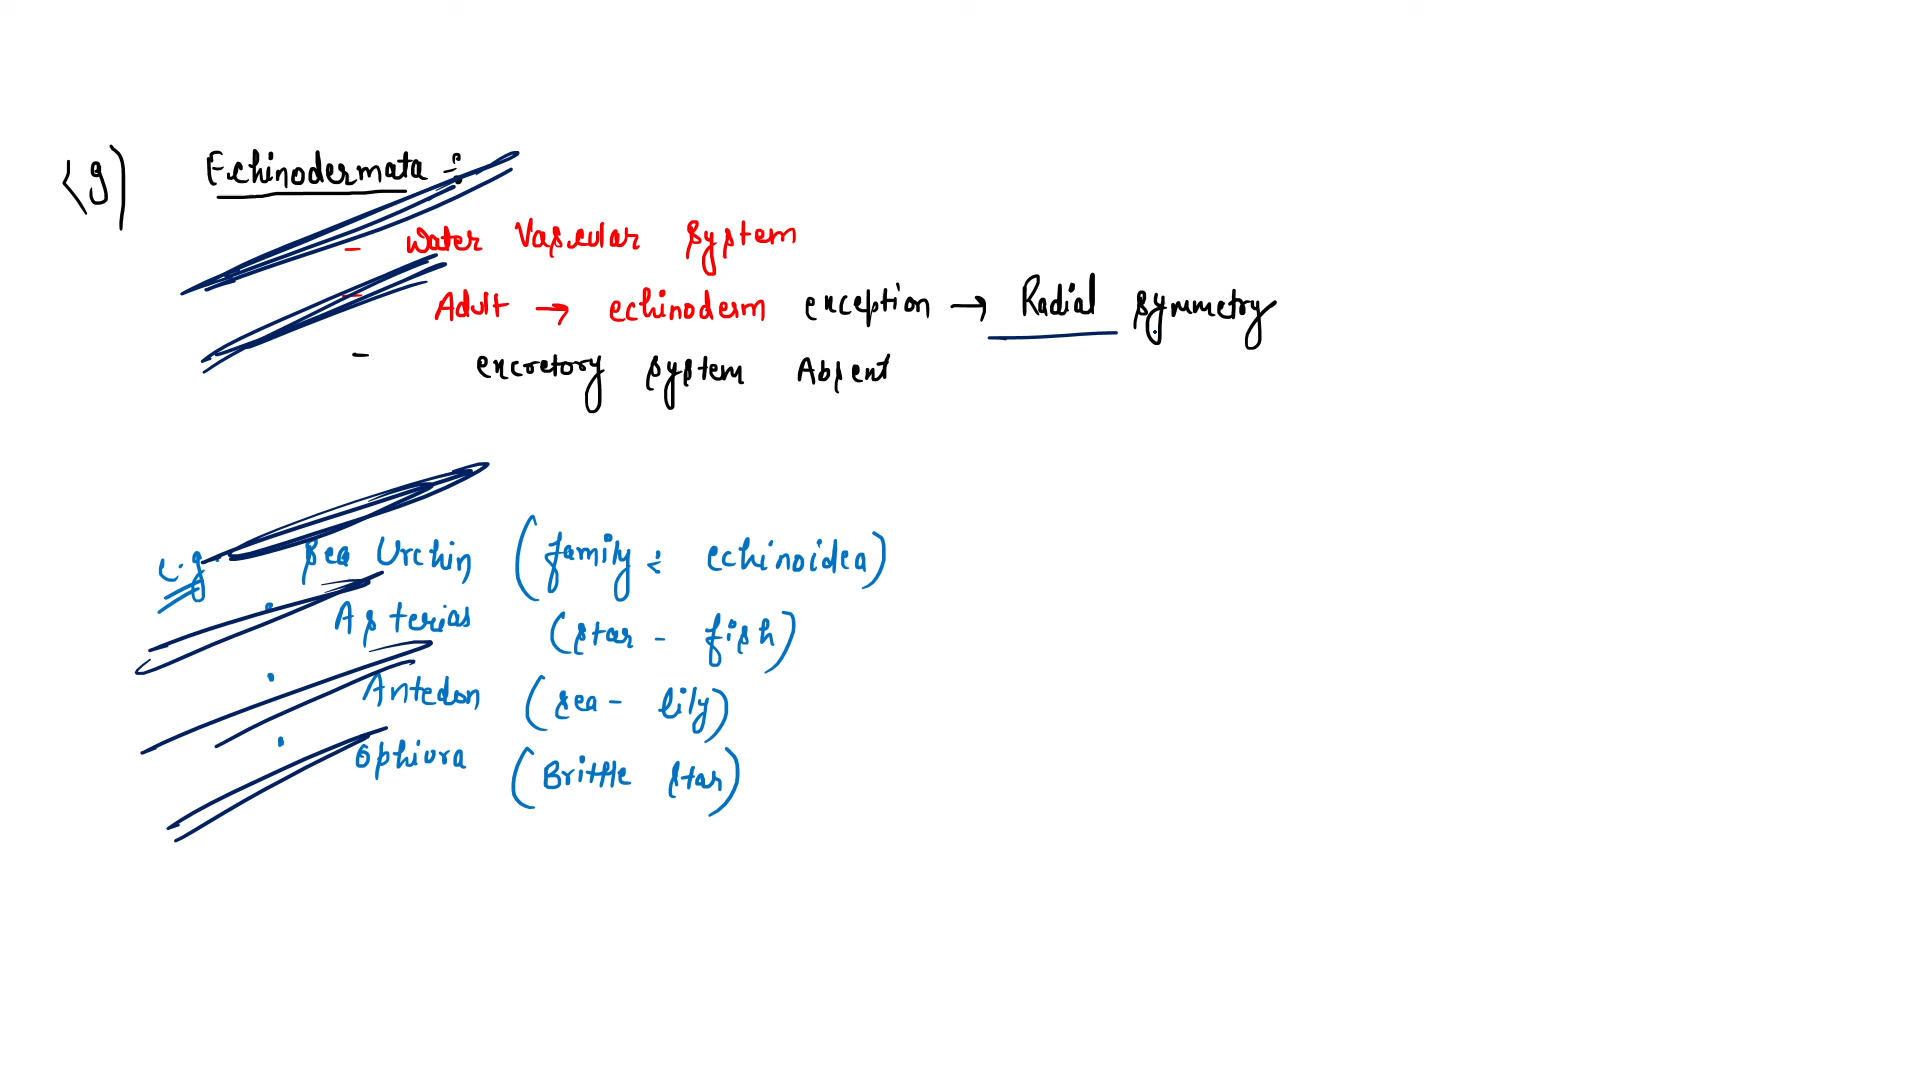 (g) Echinodermata :-
- Water Vascular System
- Adult → echinoderm exception → Radial Symmetry
- excretory system Absent
e.g. Sea Urchin (family : echinoidea)
· Asterias (star - fish)
· Antedon (sea - lily)
· Ophiura (Brittle star)